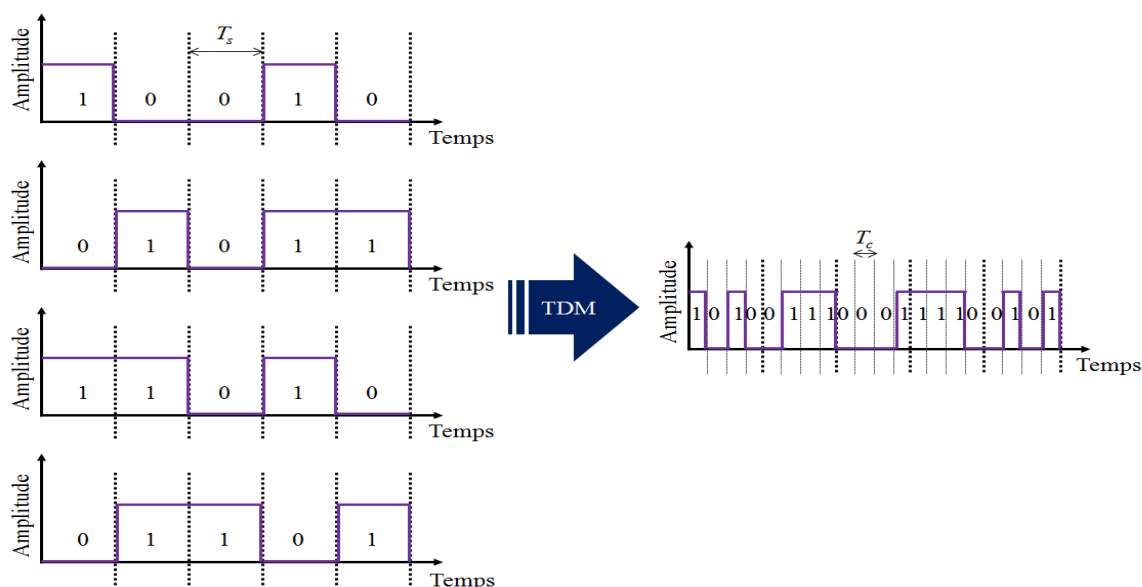 Amplitude
T_s
1 0 0 1 0
Temps
Amplitude
0 1 0 1 1
Temps
Amplitude
1 1 0 1 0
Temps
Amplitude
0 1 1 0 1
Temps
TDM
Amplitude
T_c
1 0 1 0 0 1 1 1 0 0 0 1 1 1 1 0 0 1 0 1
Temps